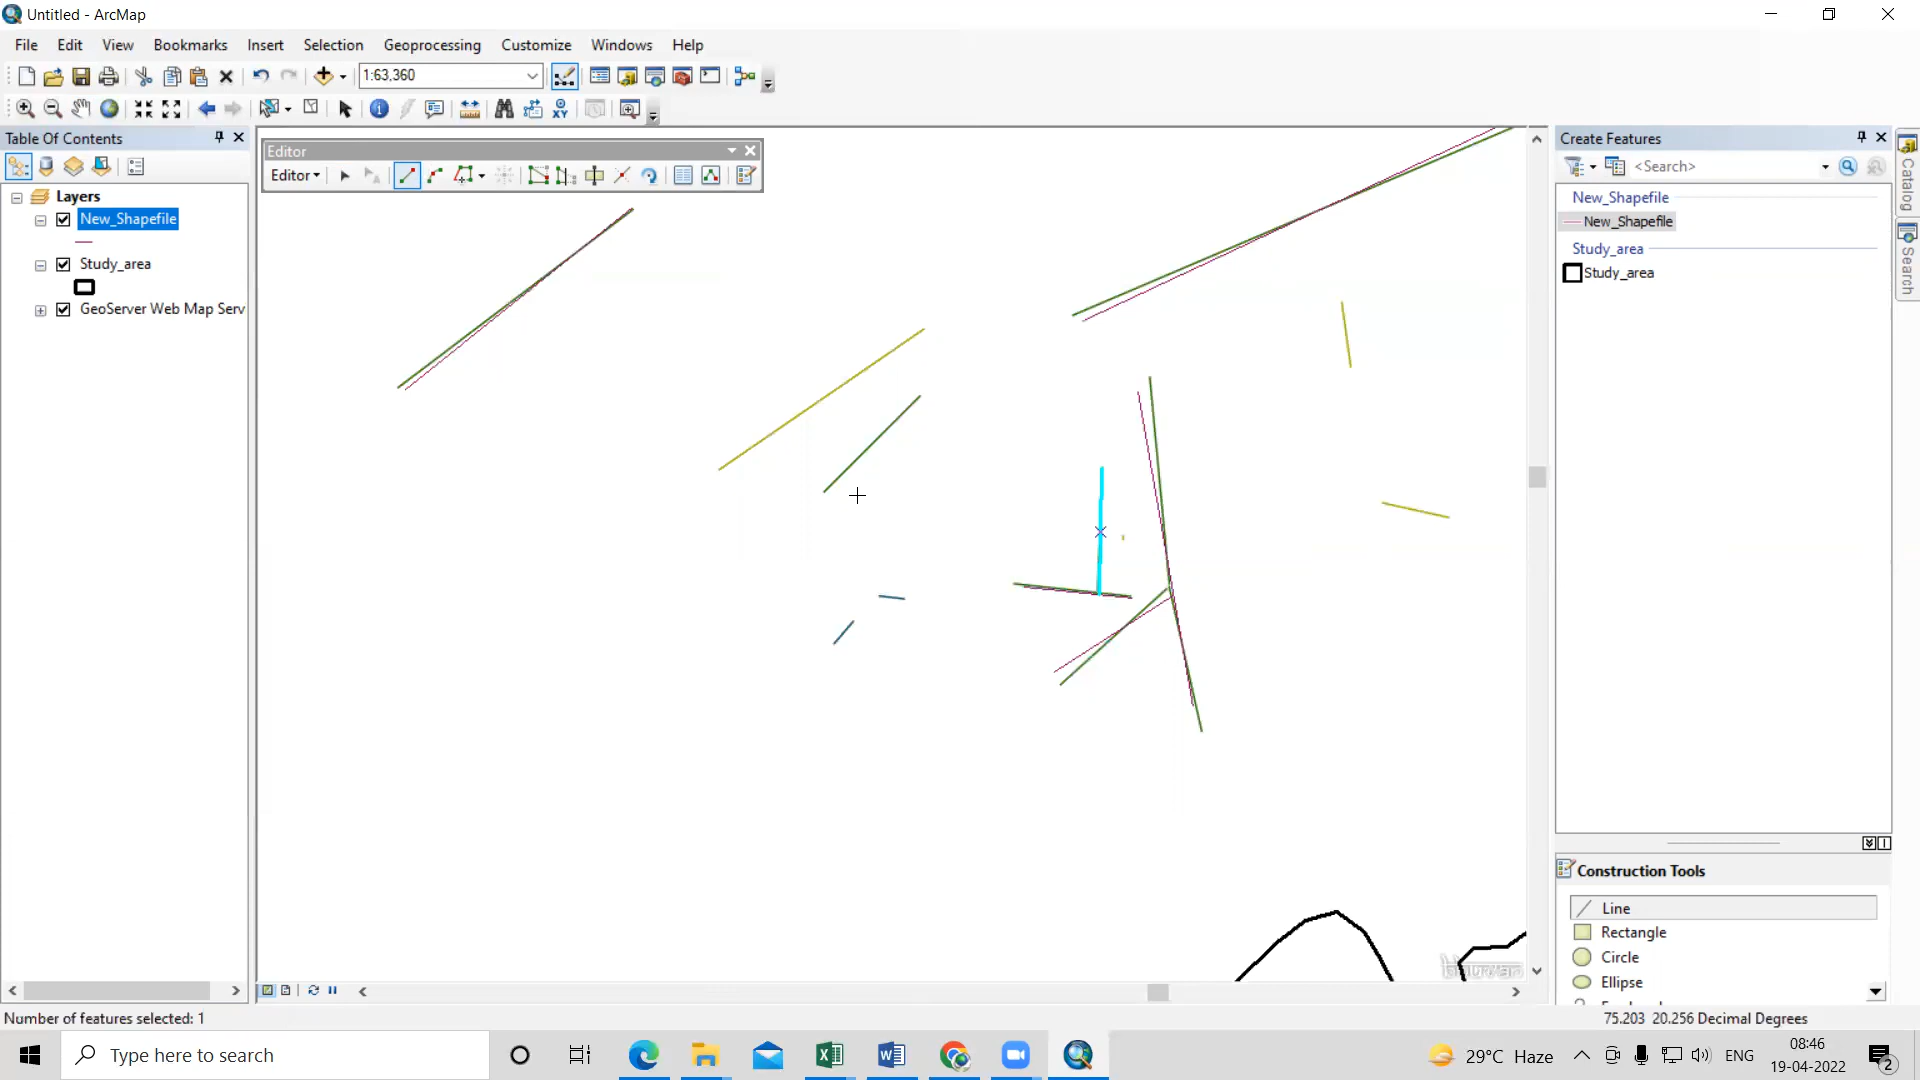 Untitled - ArcMap
File Edit View Bookmarks Insert Selection Geoprocessing Customize Windows Help
1:63,360
Table Of Contents
Layers
New_Shapefile
Study_area
GeoServer Web Map Serv
Editor
Editor
Create Features
<Search>
New_Shapefile
New_Shapefile
Study_area
Study_area
Catalog
Search
Construction Tools
Line
Rectangle
Circle
Ellipse
Number of features selected: 1
75.203 20.256 Decimal Degrees
Type here to search
29°C Haze
ENG
08:46
19-04-2022
2